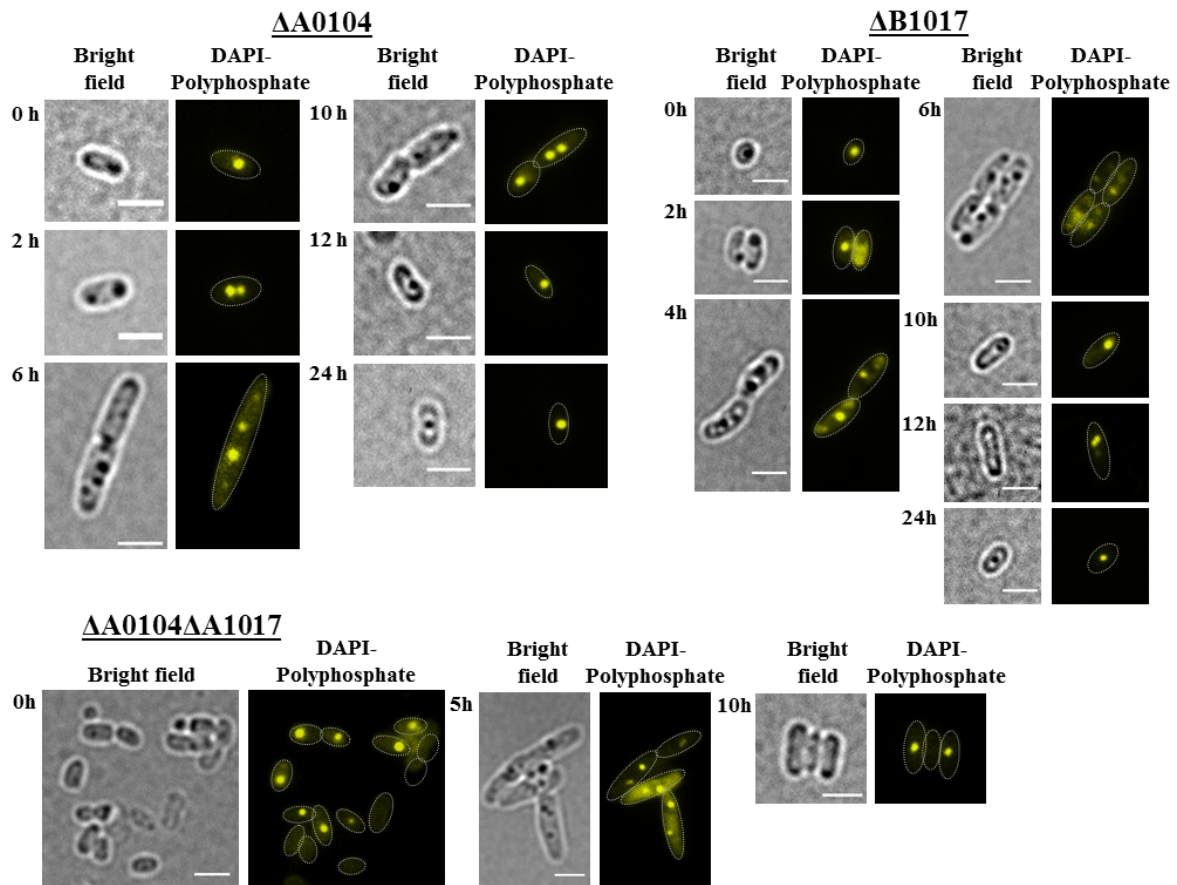 ΔA0104
Bright field
DAPI-Polyphosphate
Bright field
DAPI-Polyphosphate
0 h
2 h
6 h
10 h
12 h
24 h
ΔB1017
Bright field
DAPI-Polyphosphate
Bright field
DAPI-Polyphosphate
0h
2h
4h
6h
10h
12h
24h
ΔA0104ΔA1017
Bright field
DAPI-Polyphosphate
Bright field
DAPI-Polyphosphate
Bright field
DAPI-Polyphosphate
0h
5h
10h